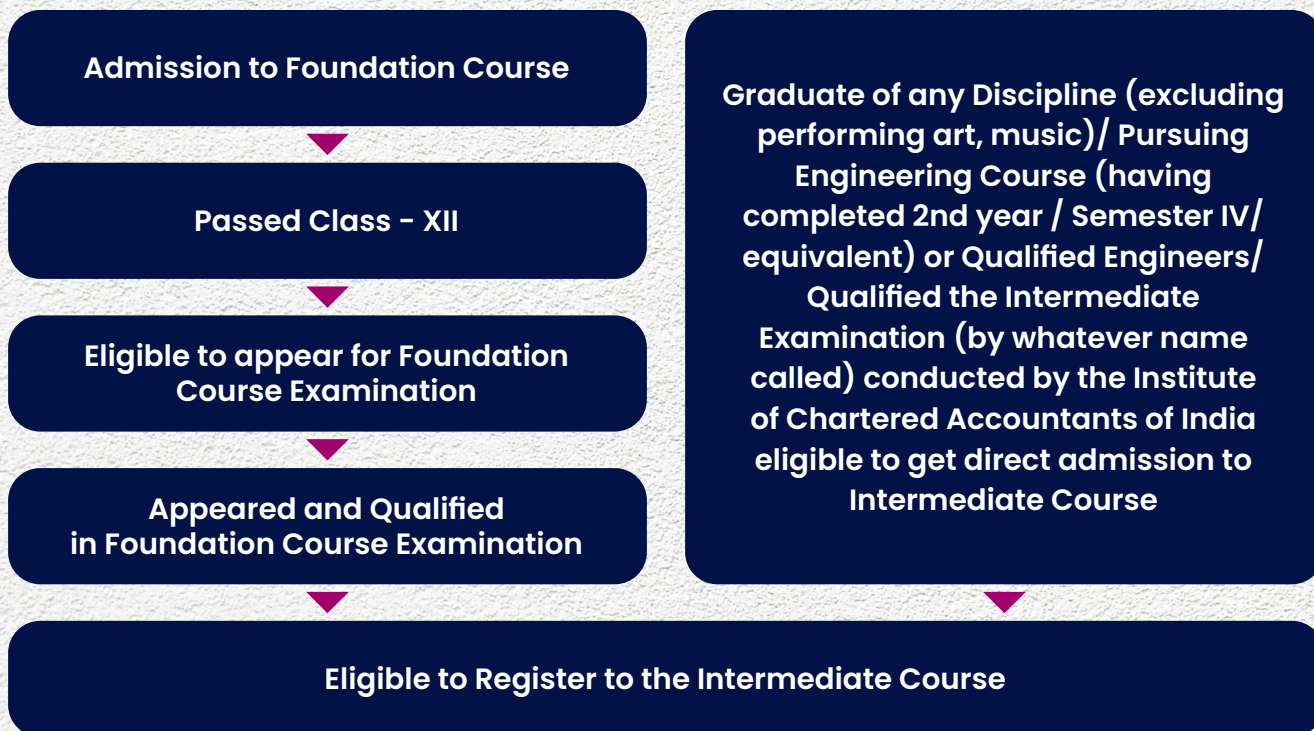 Admission to Foundation Course
Passed Class - XII
Eligible to appear for Foundation
Course Examination
Appeared and Qualified
in Foundation Course Examination
Graduate of any Discipline (excluding
performing art, music)/ Pursuing
Engineering Course (having
completed 2nd year / Semester IV/
equivalent) or Qualified Engineers/
Qualified the Intermediate
Examination (by whatever name
called) conducted by the Institute
of Chartered Accountants of India
eligible to get direct admission to
Intermediate Course
Eligible to Register to the Intermediate Course